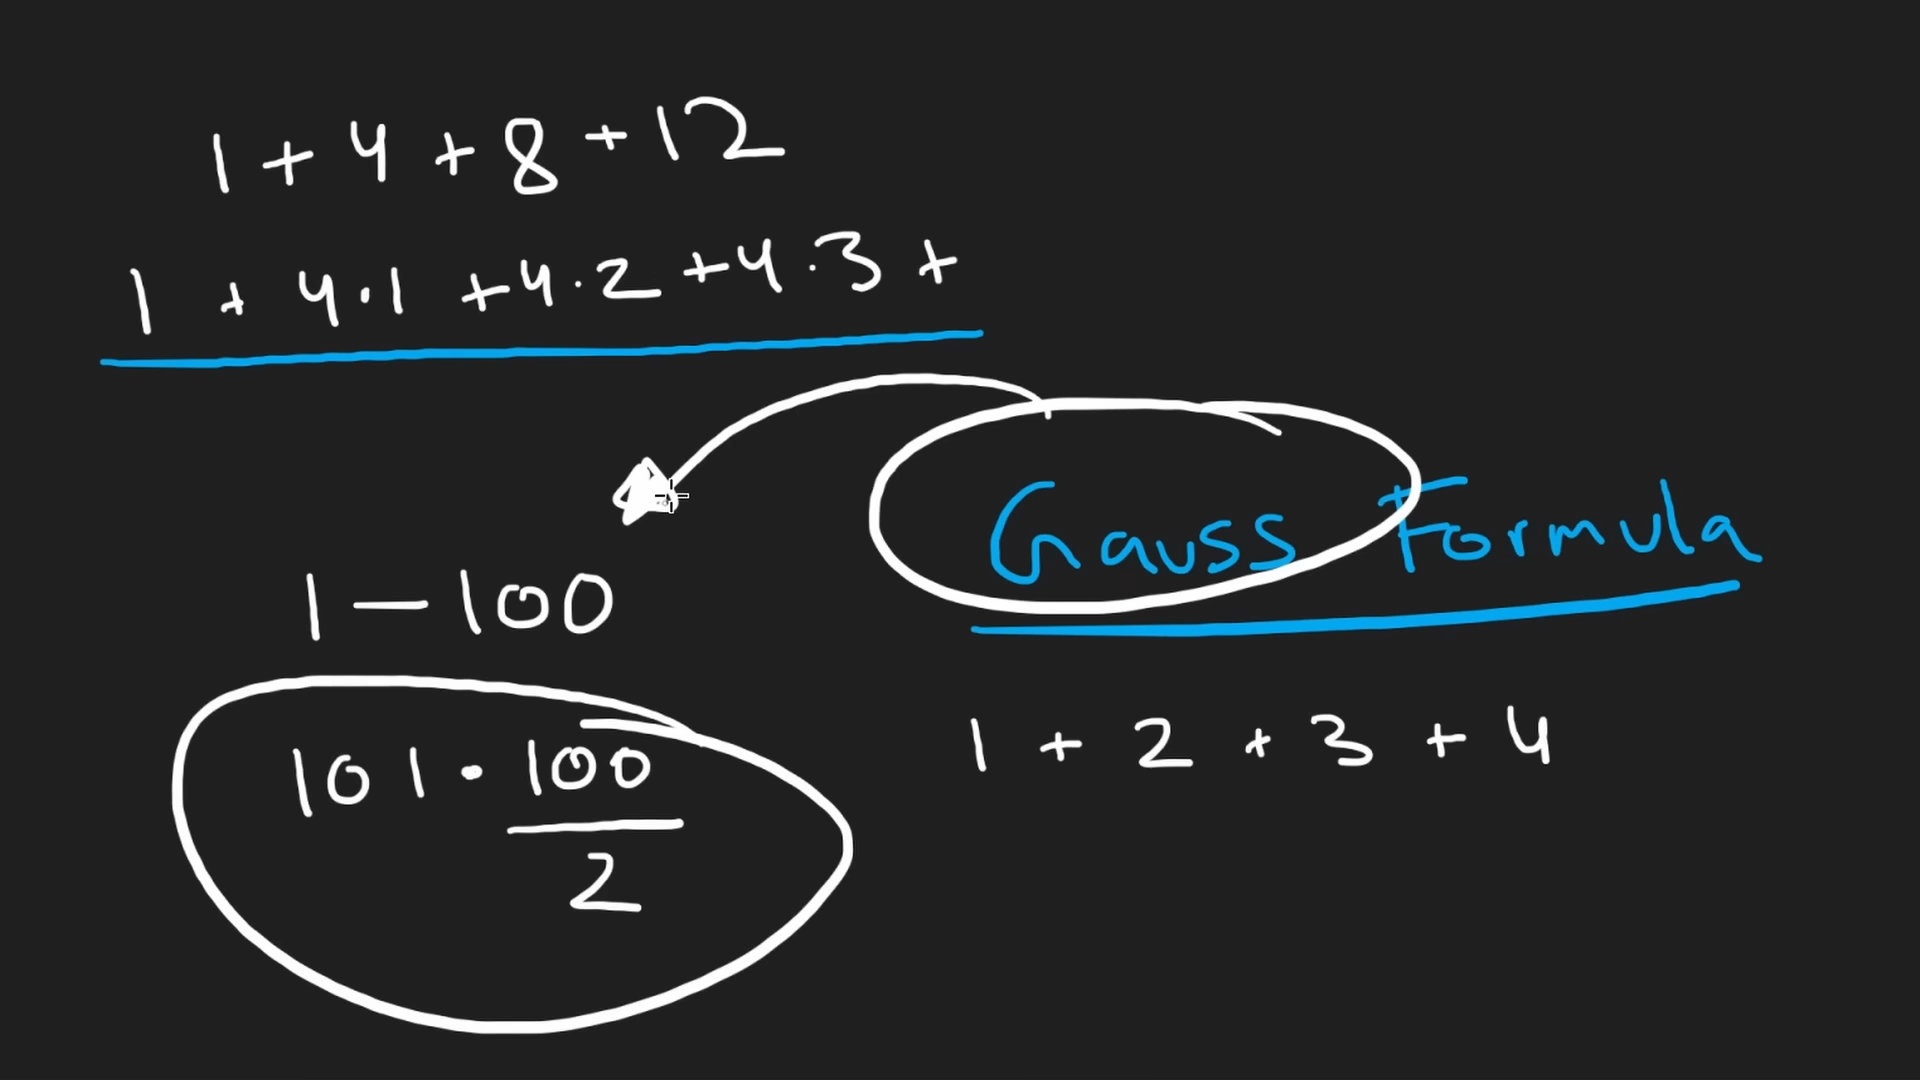 1 + 4 + 8 + 12
1 + 4·1 + 4·2 + 4·3 +
Gauss Formula
1 — 100
101 · 100
2
1 + 2 + 3 + 4